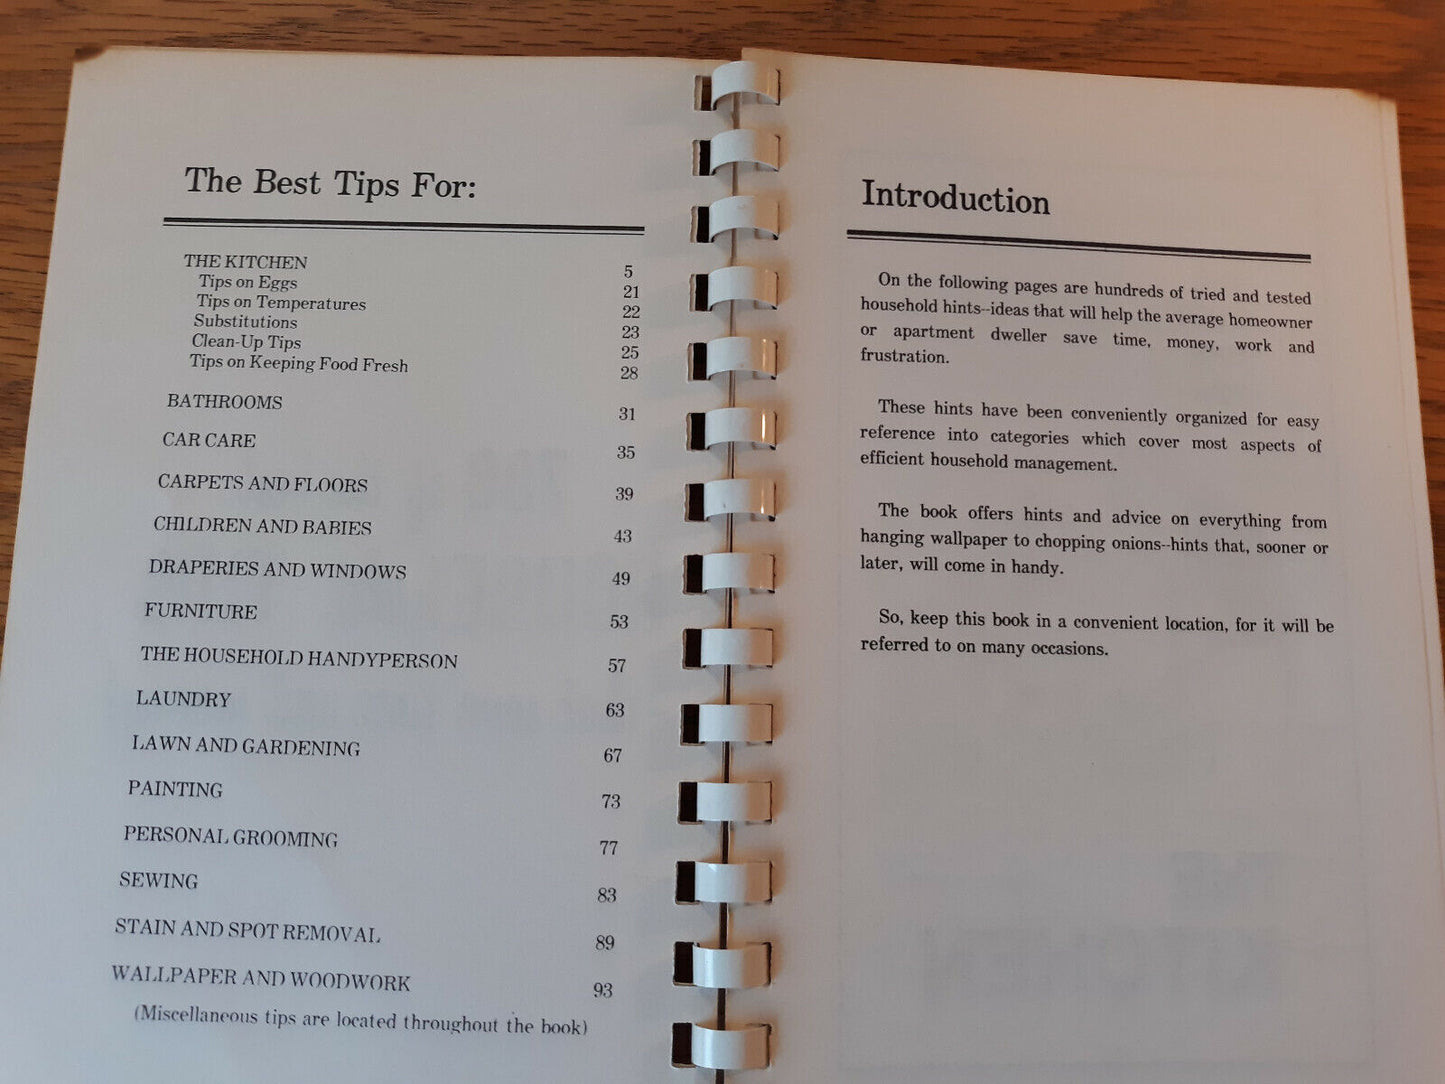 The Best Tips For:
THE KITCHEN 5
Tips on Eggs 21
Tips on Temperatures 22
Substitutions 23
Clean-Up Tips 25
Tips on Keeping Food Fresh 28
BATHROOMS 31
CAR CARE 35
CARPETS AND FLOORS 39
CHILDREN AND BABIES 43
DRAPERIES AND WINDOWS 49
FURNITURE 53
THE HOUSEHOLD HANDYPERSON 57
LAUNDRY 63
LAWN AND GARDENING 67
PAINTING 73
PERSONAL GROOMING 77
SEWING 83
STAIN AND SPOT REMOVAL 89
WALLPAPER AND WOODWORK 93
(Miscellaneous tips are located throughout the book)
Introduction
On the following pages are hundreds of tried and tested
household hints--ideas that will help the average homeowner
or apartment dweller save time, money, work and
frustration.
These hints have been conveniently organized for easy
reference into categories which cover most aspects of
efficient household management.
The book offers hints and advice on everything from
hanging wallpaper to chopping onions--hints that, sooner or
later, will come in handy.
So, keep this book in a convenient location, for it will be
referred to on many occasions.